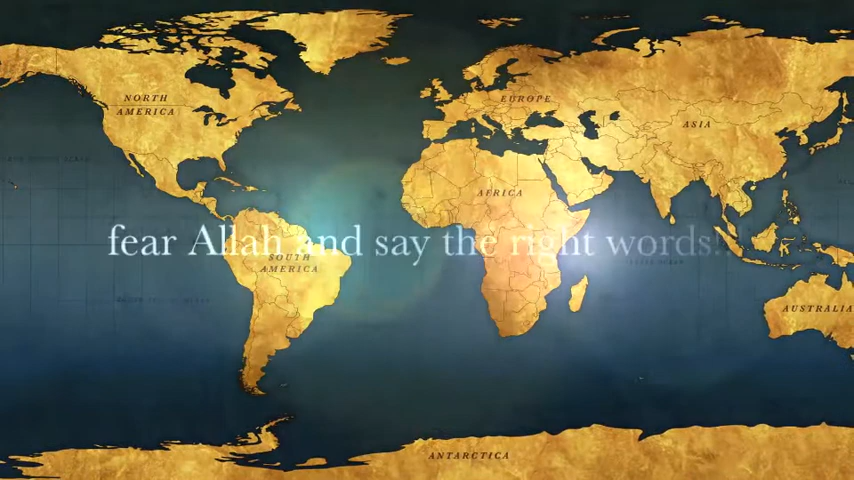 NORTH
AMERICA
EUROPE
ASIA
AFRICA
fear Allah and say the right words!
SOUTH
AMERICA
AUSTRALIA
ANTARCTICA